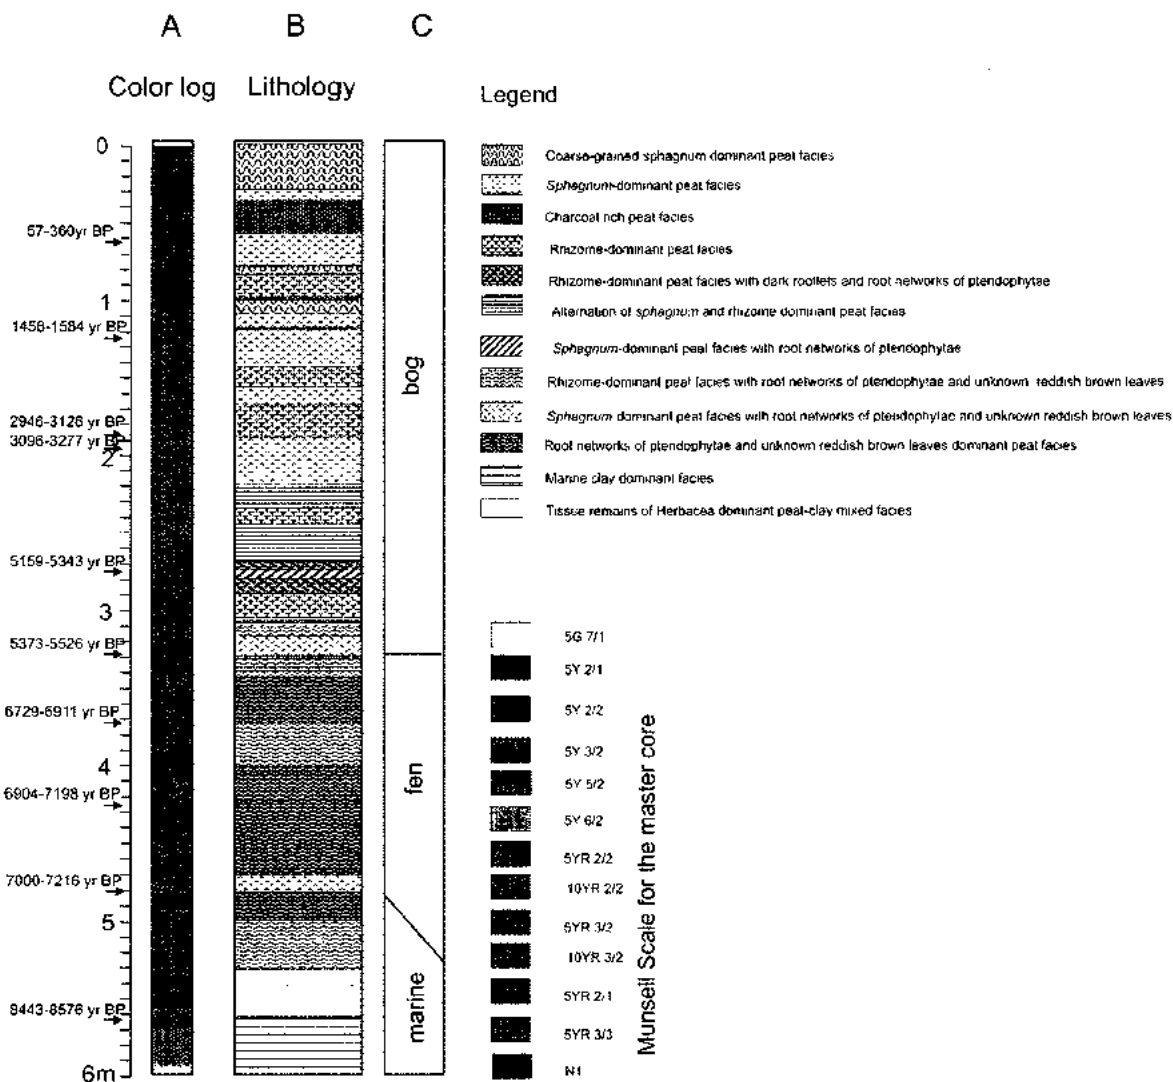 A B C
Color log Lithology
Legend
0
57-360yr BP
1
1458-1584 yr BP
2946-3126 yr BP
3096-3277 yr BP
2
5159-5343 yr BP
3
5373-5526 yr BP
6729-6911 yr BP
4
6904-7198 yr BP
7000-7216 yr BP
5
8443-8576 yr BP
6m
bog
fen
marine
Coarse-grained sphagnum dominant peat facies
Sphagnum-dominant peat facies
Charcoal rich peat facies
Rhizome-dominant peat facies
Rhizome-dominant peat facies with dark rootlets and root networks of ptendophytae
Alternation of sphagnum and rhizome dominant peat facies
Sphagnum-dominant peat facies with root networks of ptendophytae
Rhizome-dominant peat facies with root networks of ptendophytae and unknown reddish brown leaves
Sphagnum dominant peat facies with root networks of ptendophytae and unknown reddish brown leaves
Root networks of ptendophytae and unknown reddish brown leaves dominant peat facies
Marine clay dominant facies
Tissue remains of Herbacea dominant peat-clay mixed facies
5G 7/1
5Y 2/1
5Y 2/2
5Y 3/2
5Y 5/2
5Y 6/2
5YR 2/2
10YR 2/2
5YR 3/2
10YR 3/2
5YR 2/1
5YR 3/3
N1
Munsell Scale for the master core